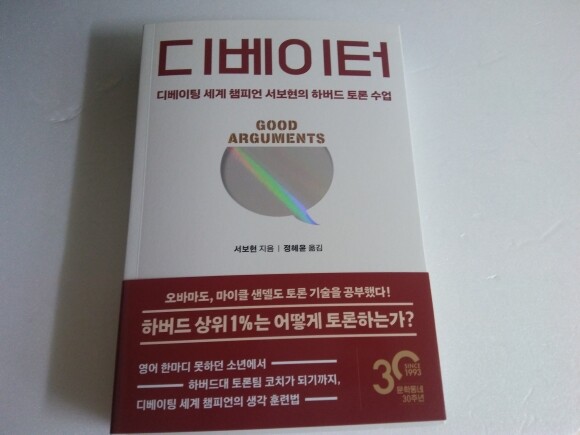 디베이터
디베이팅 세계 챔피언 서보현의 하버드 토론 수업
GOOD
ARGUMENTS
서보현 지음 | 정혜윤 옮김
오바마도, 마이클 샌델도 토론 기술을 공부했다!
하버드 상위 1%는 어떻게 토론하는가?
영어 한마디 못하던 소년에서
하버드대 토론팀 코치가 되기까지,
디베이팅 세계 챔피언의 생각 훈련법
30 SINCE
1993
문학동네
30주년